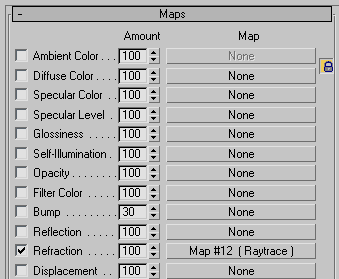 - Maps
Amount Map
Ambient Color . . . 100 None
Diffuse Color . . . . 100 None
Specular Color . . 100 None
Specular Level . . 100 None
Glossiness . . . . . 100 None
Self-Illumination . 100 None
Opacity . . . . . . . 100 None
Filter Color . . . . . 100 None
Bump . . . . . . . . 30 None
Reflection . . . . . 100 None
Refraction . . . . . 100 Map #12 ( Raytrace )
Displacement . . . 100 None